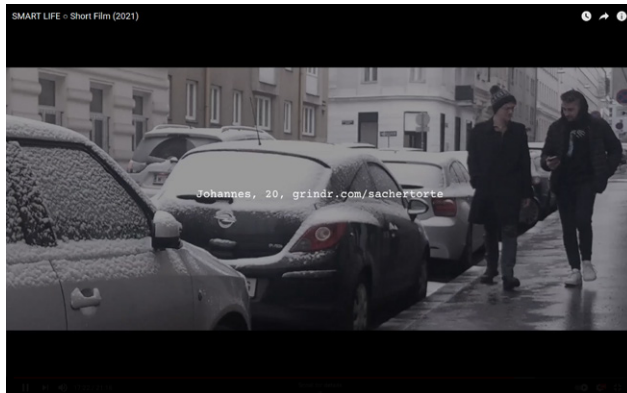 SMART LIFE ○ Short Film (2021)
Johannes, 20, grindr.com/sachertorte